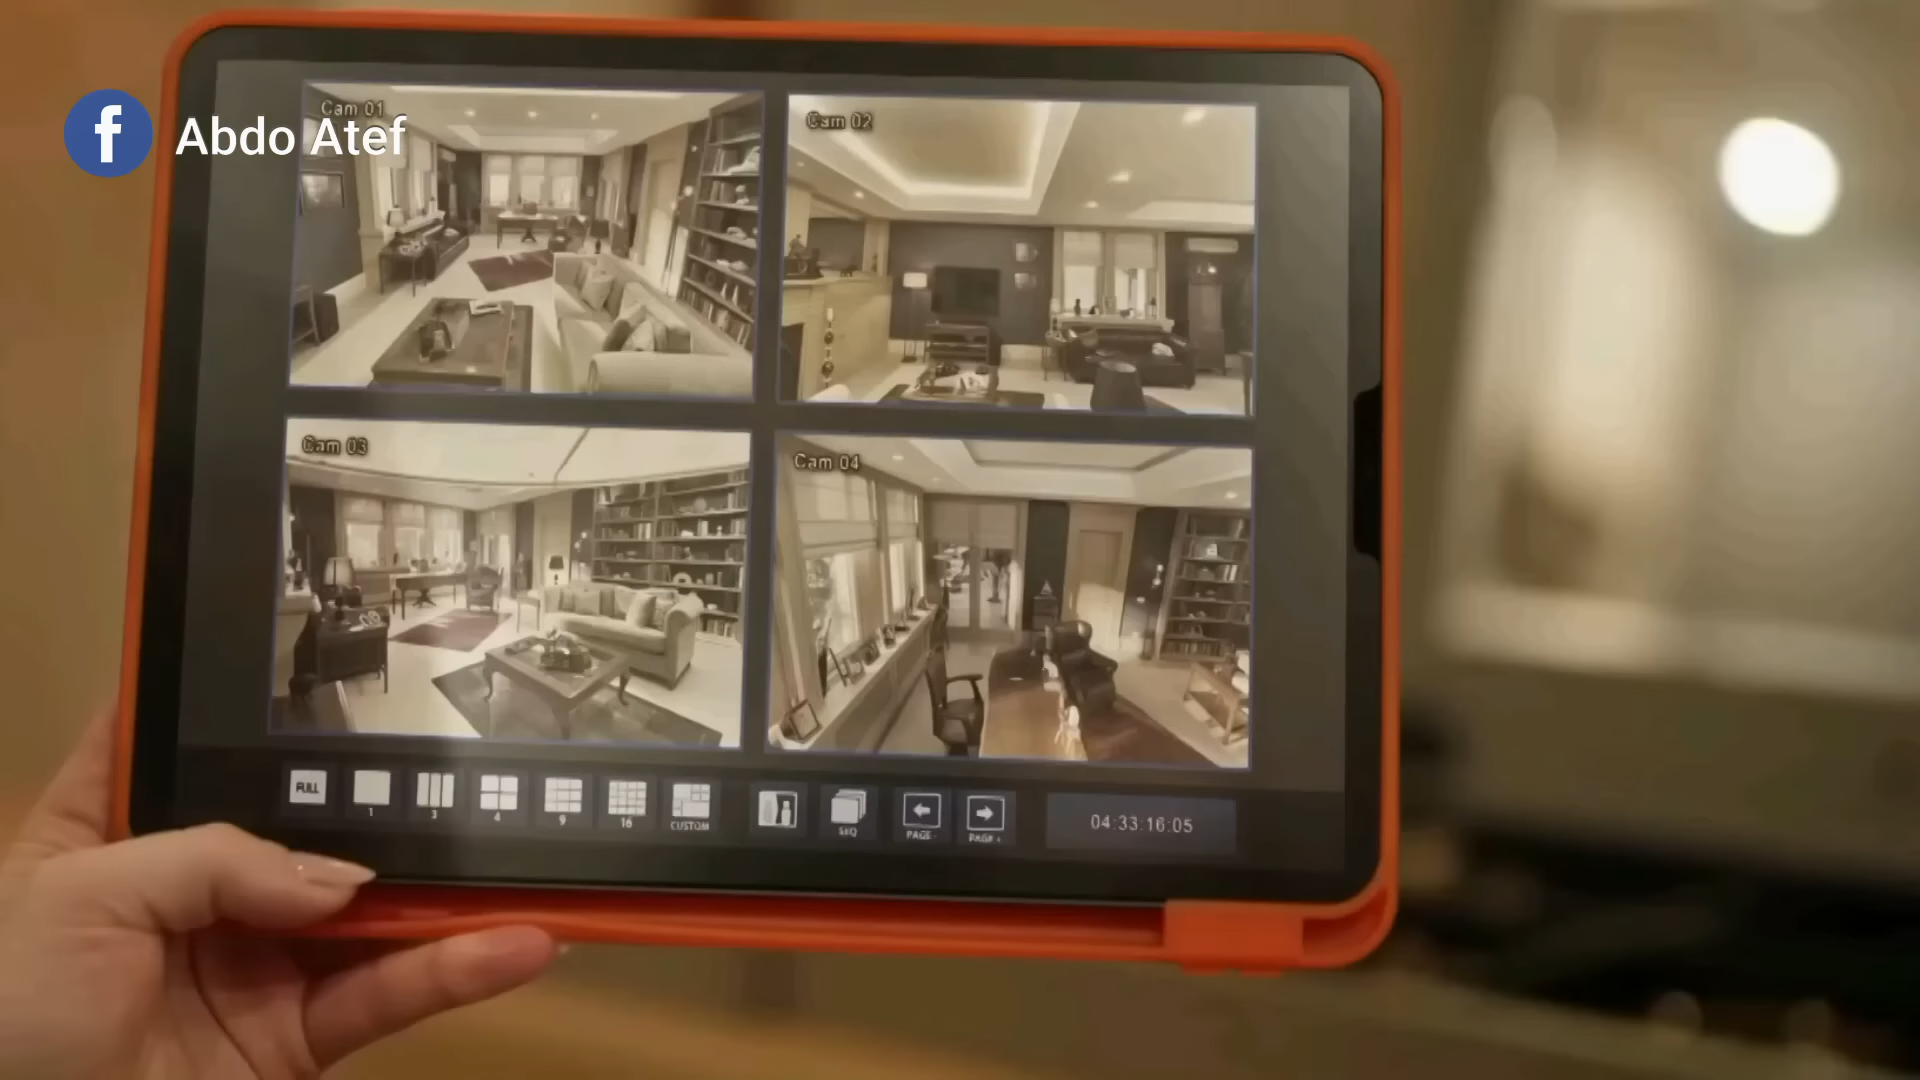 Abdo Atef
Cam 01
Cam 02
Cam 03
Cam 04
FULL
1
3
4
9
16
CUSTOM
SEQ
PAGE -
PAGE +
04:33:16:05